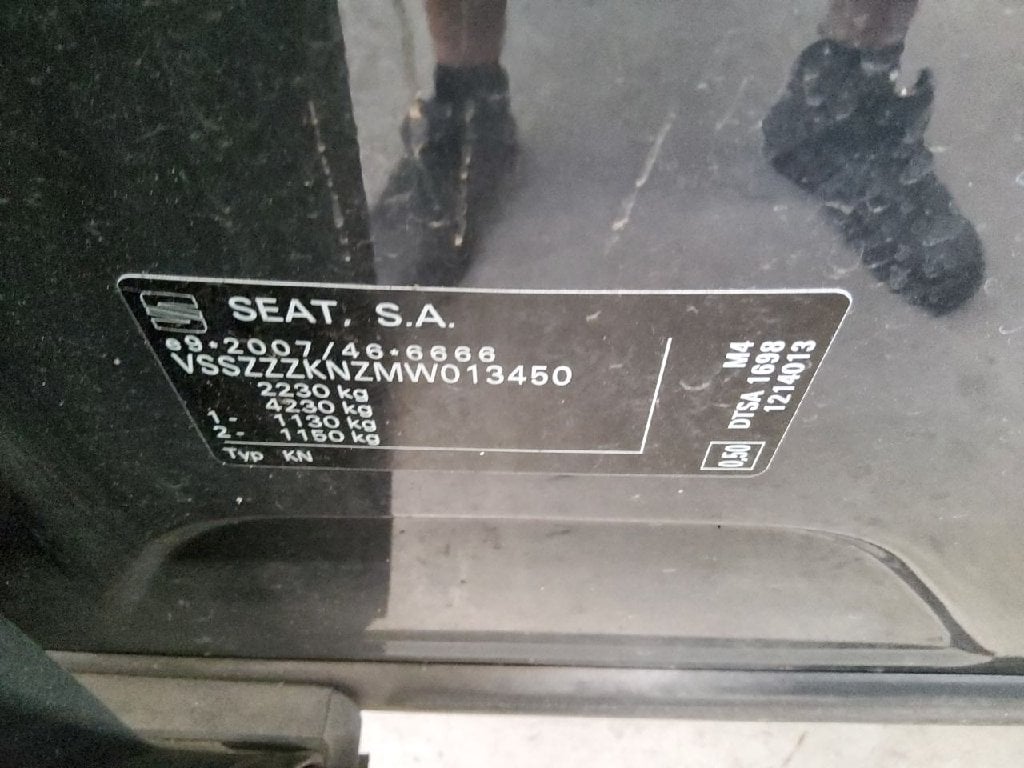 SEAT, S.A.
e9*2007/46*6666
VSSZZZKNZMW013450
2230 kg
4230 kg
1- 1130 kg
2- 1150 kg
Typ KN
M4
DTSA 1698
1214013
0,50